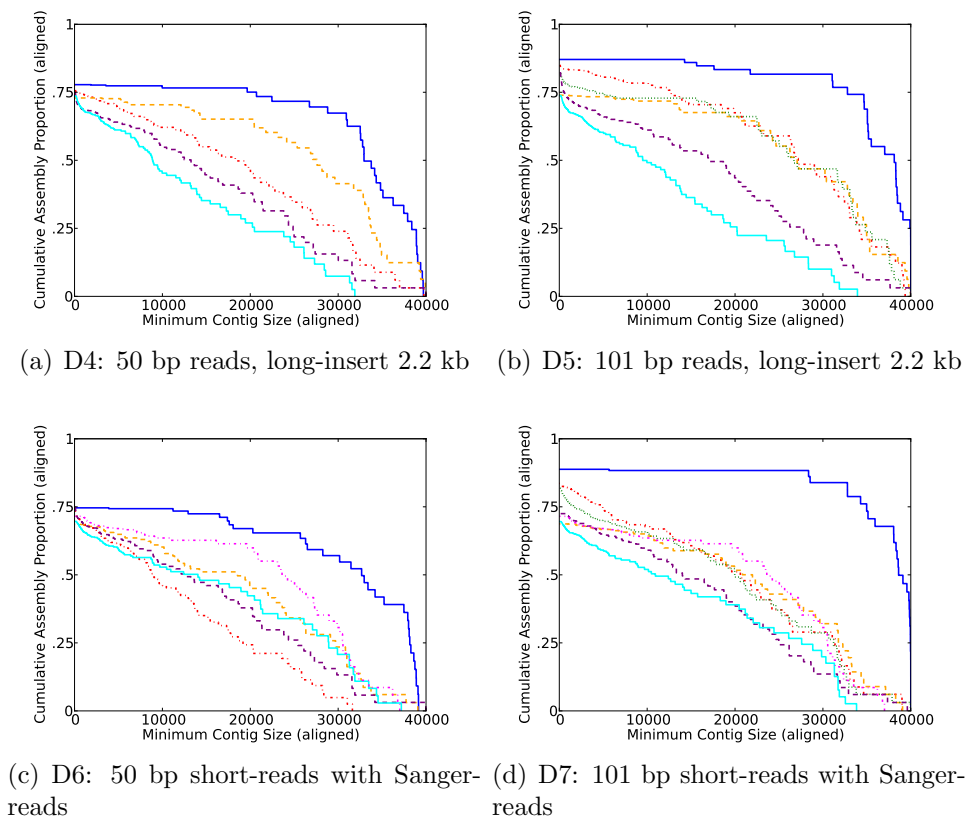 1
.75
.5
.25
0
Cumulative Assembly Proportion (aligned)
10000 20000 30000 40000
Minimum Contig Size (aligned)
(a) D4: 50 bp reads, long-insert 2.2 kb
1
.75
.5
.25
0
Cumulative Assembly Proportion (aligned)
10000 20000 30000 40000
Minimum Contig Size (aligned)
(b) D5: 101 bp reads, long-insert 2.2 kb
1
.75
.5
.25
0
Cumulative Assembly Proportion (aligned)
10000 20000 30000 40000
Minimum Contig Size (aligned)
(c) D6: 50 bp short-reads with Sanger-
reads
1
.75
.5
.25
0
Cumulative Assembly Proportion (aligned)
10000 20000 30000 40000
Minimum Contig Size (aligned)
(d) D7: 101 bp short-reads with Sanger-
reads